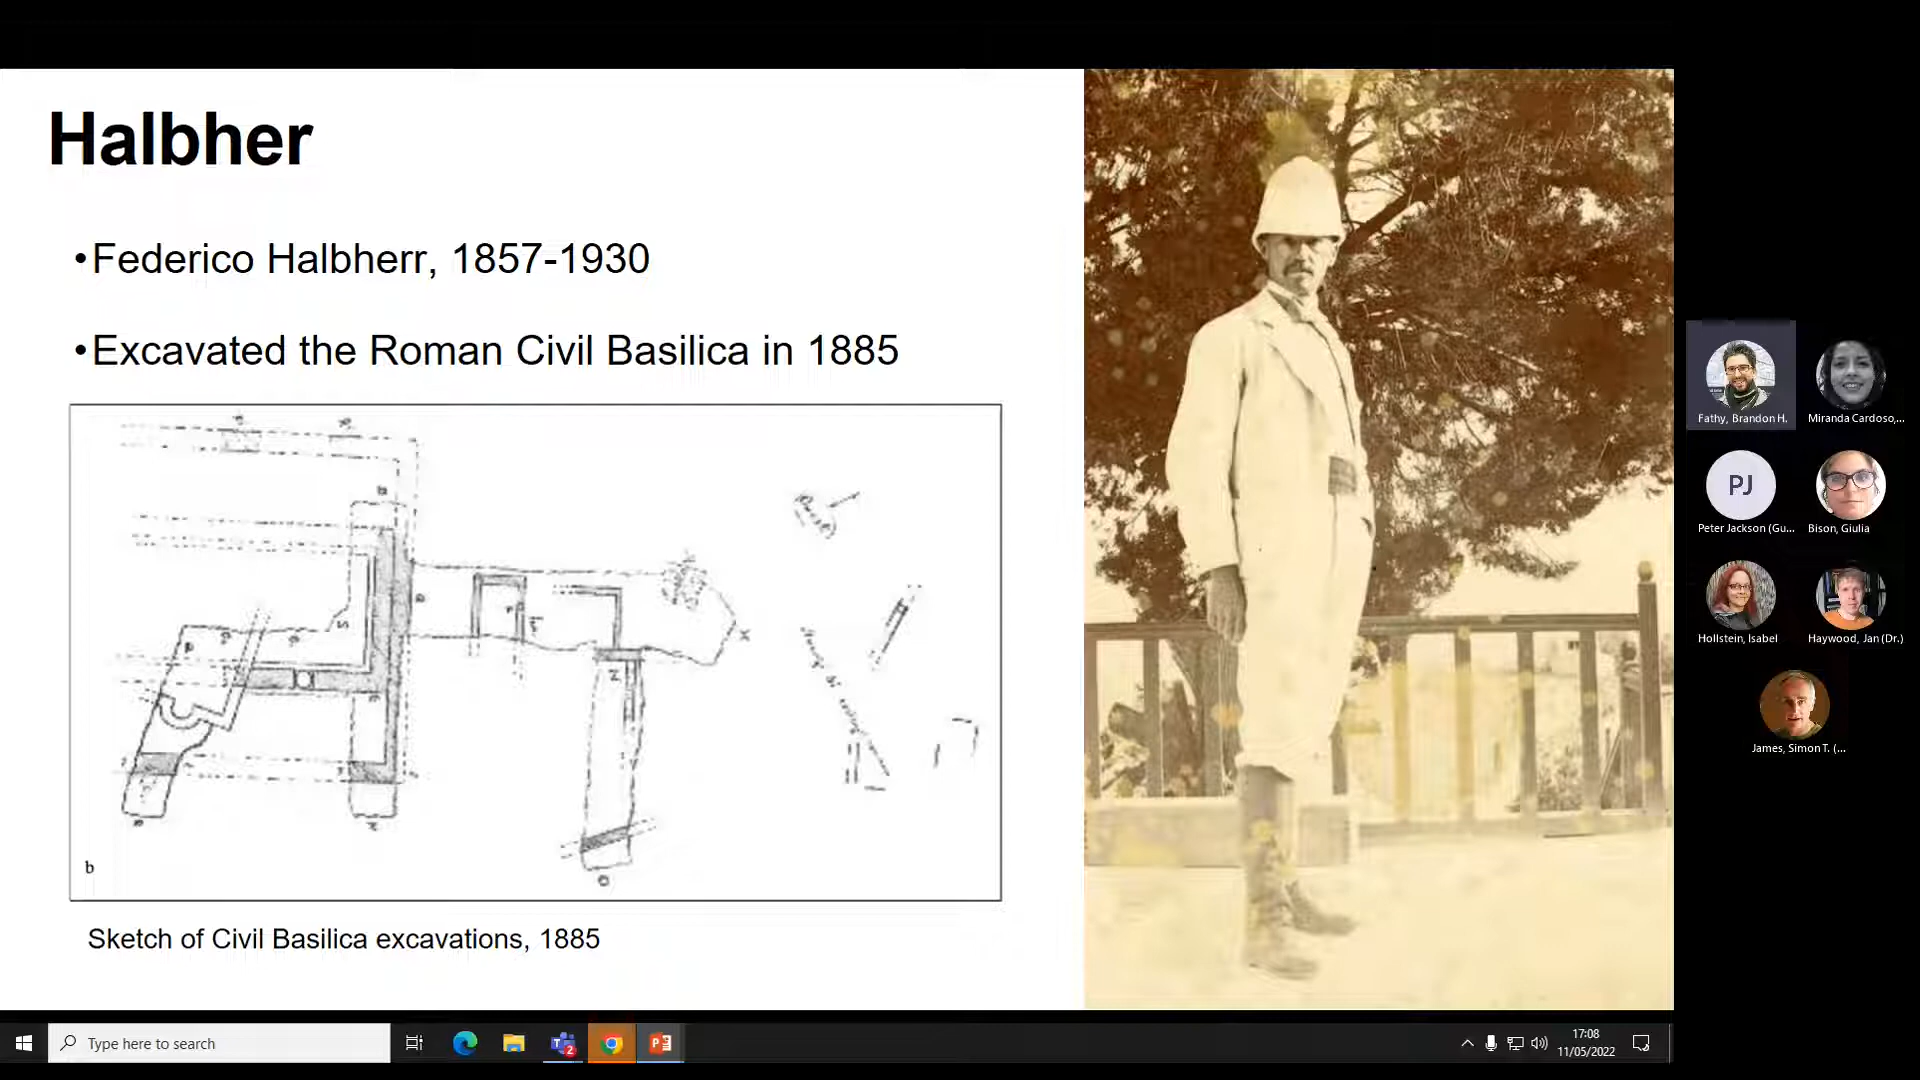 Halbher
•Federico Halbherr, 1857-1930
•Excavated the Roman Civil Basilica in 1885
b
Sketch of Civil Basilica excavations, 1885
Fathy, Brandon H.
Miranda Cardoso,...
PJ
Peter Jackson (Gu...
Bison, Giulia
Hollstein, Isabel
Haywood, Jan (Dr.)
James, Simon T. (...
Type here to search
2
17:08
11/05/2022